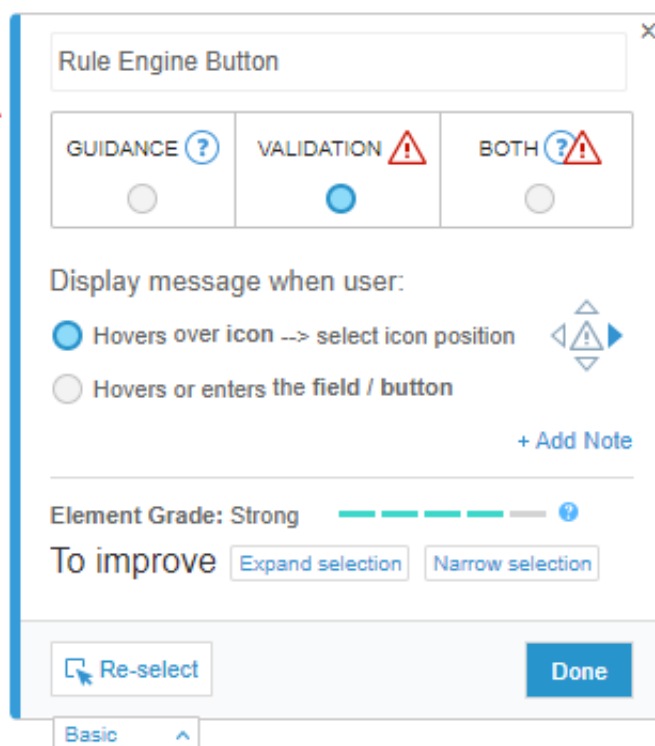 Rule Engine Button
GUIDANCE ? VALIDATION ! BOTH ? !
Display message when user:
Hovers over icon --> select icon position !
Hovers or enters the field / button
+ Add Note
Element Grade: Strong ?
To improve Expand selection Narrow selection
Re-select Done
Basic